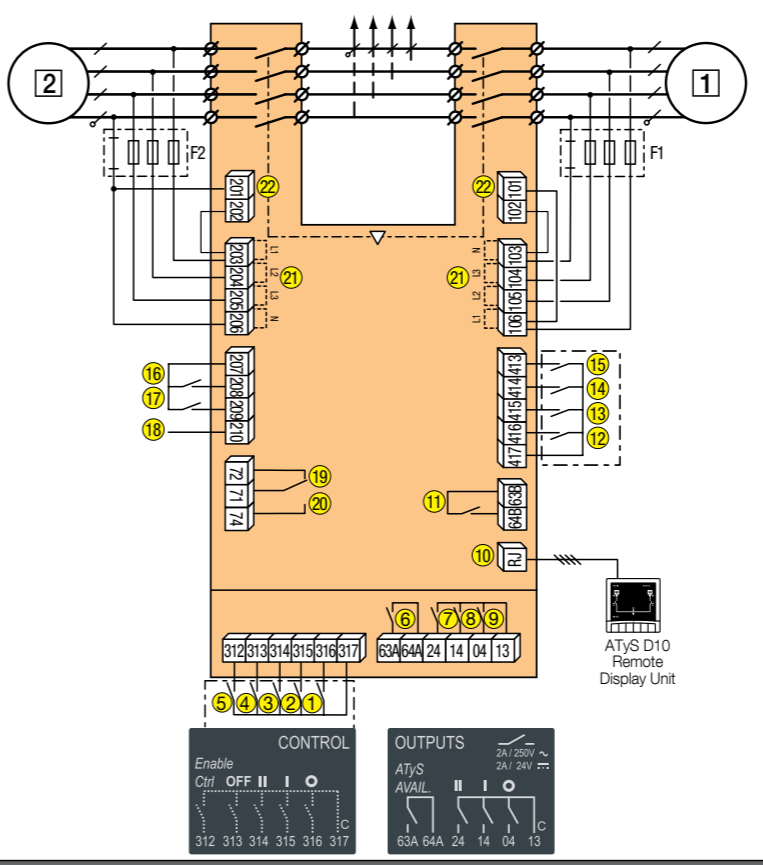 2
1
F2
F1
201
202
22
22
101
102
203
204
205
206
L1
L2
L3
N
21
21
N
L3
L2
L1
103
104
105
106
16
17
18
207
208
209
210
413
414
415
416
417
15
14
13
12
72
71
74
19
20
11
63B
64B
10
RJ
ATyS D10
Remote
Display Unit
6
7
8
9
312 313 314 315 316 317
63A 64A 24 14 04 13
5
4
3
2
1
CONTROL
Enable
Ctrl OFF II I O
C
312 313 314 315 316 317
OUTPUTS
2A / 250V ~
2A / 24V ⎓
ATyS
AVAIL. II I O
C
63A 64A 24 14 04 13